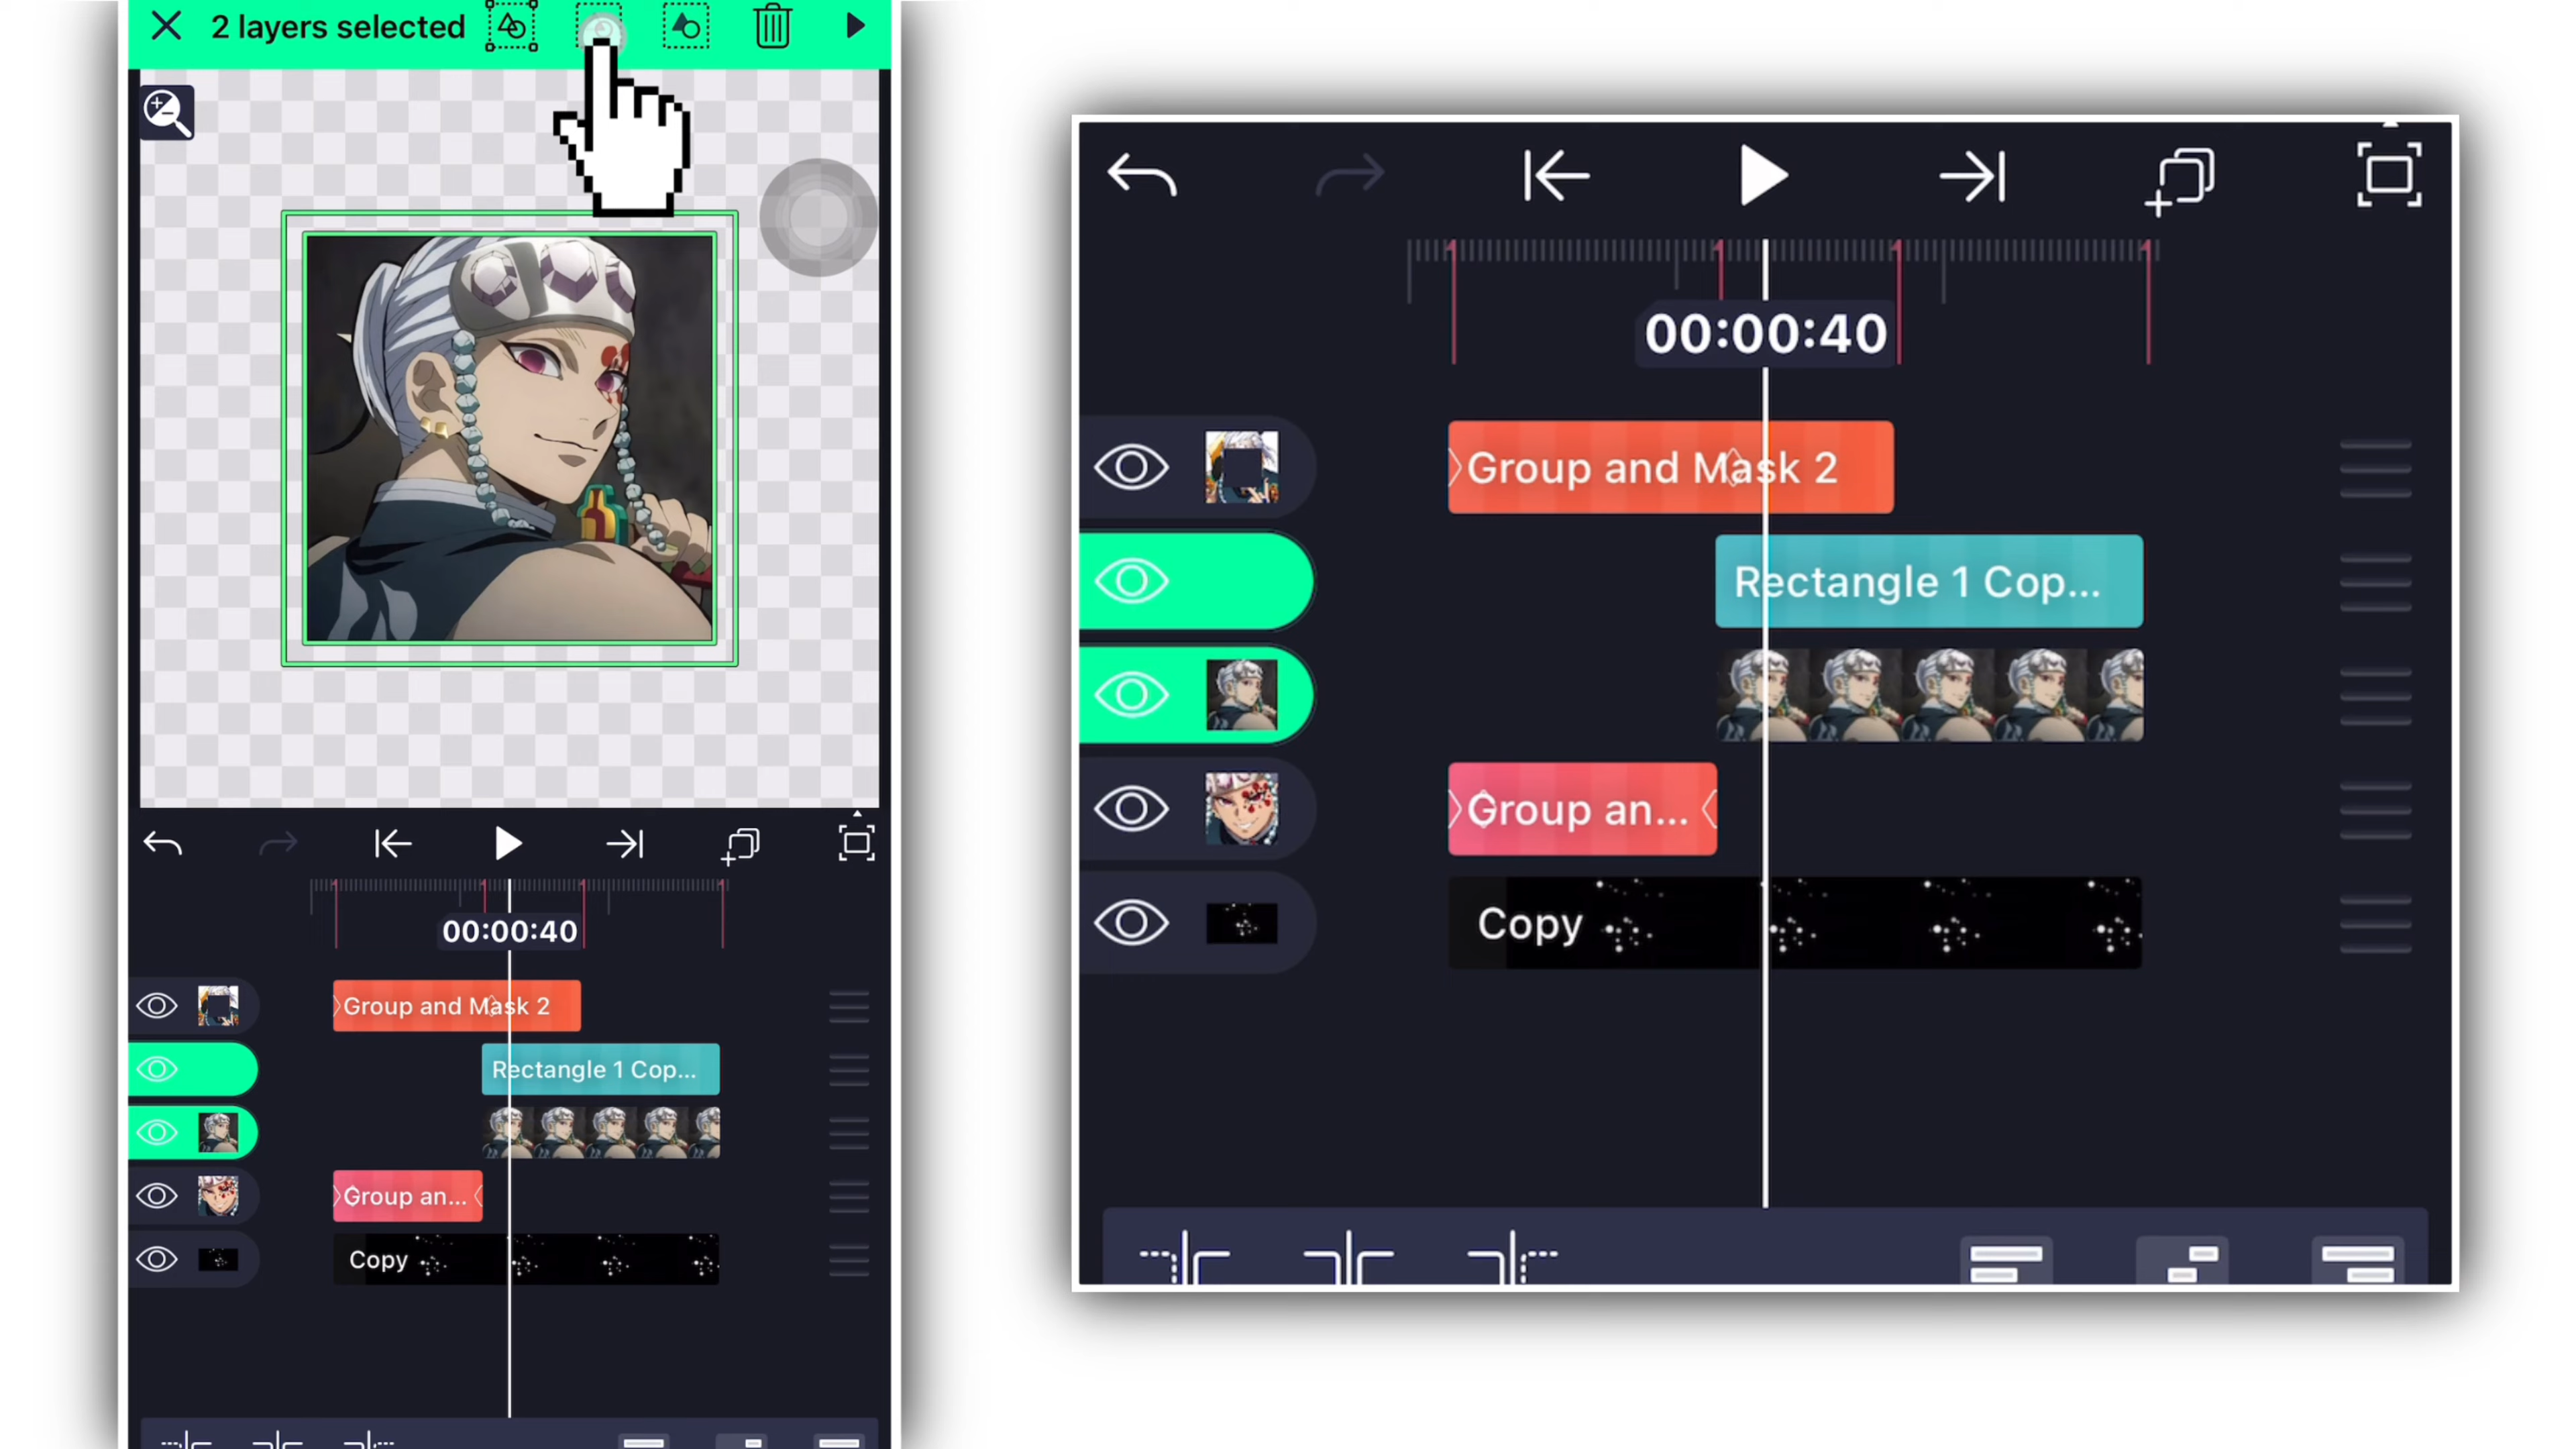 2 layers selected
00:00:40
Group and Mask 2
Rectangle 1 Cop...
Group an...
Copy
00:00:40
Group and Mask 2
Rectangle 1 Cop...
Group an...
Copy